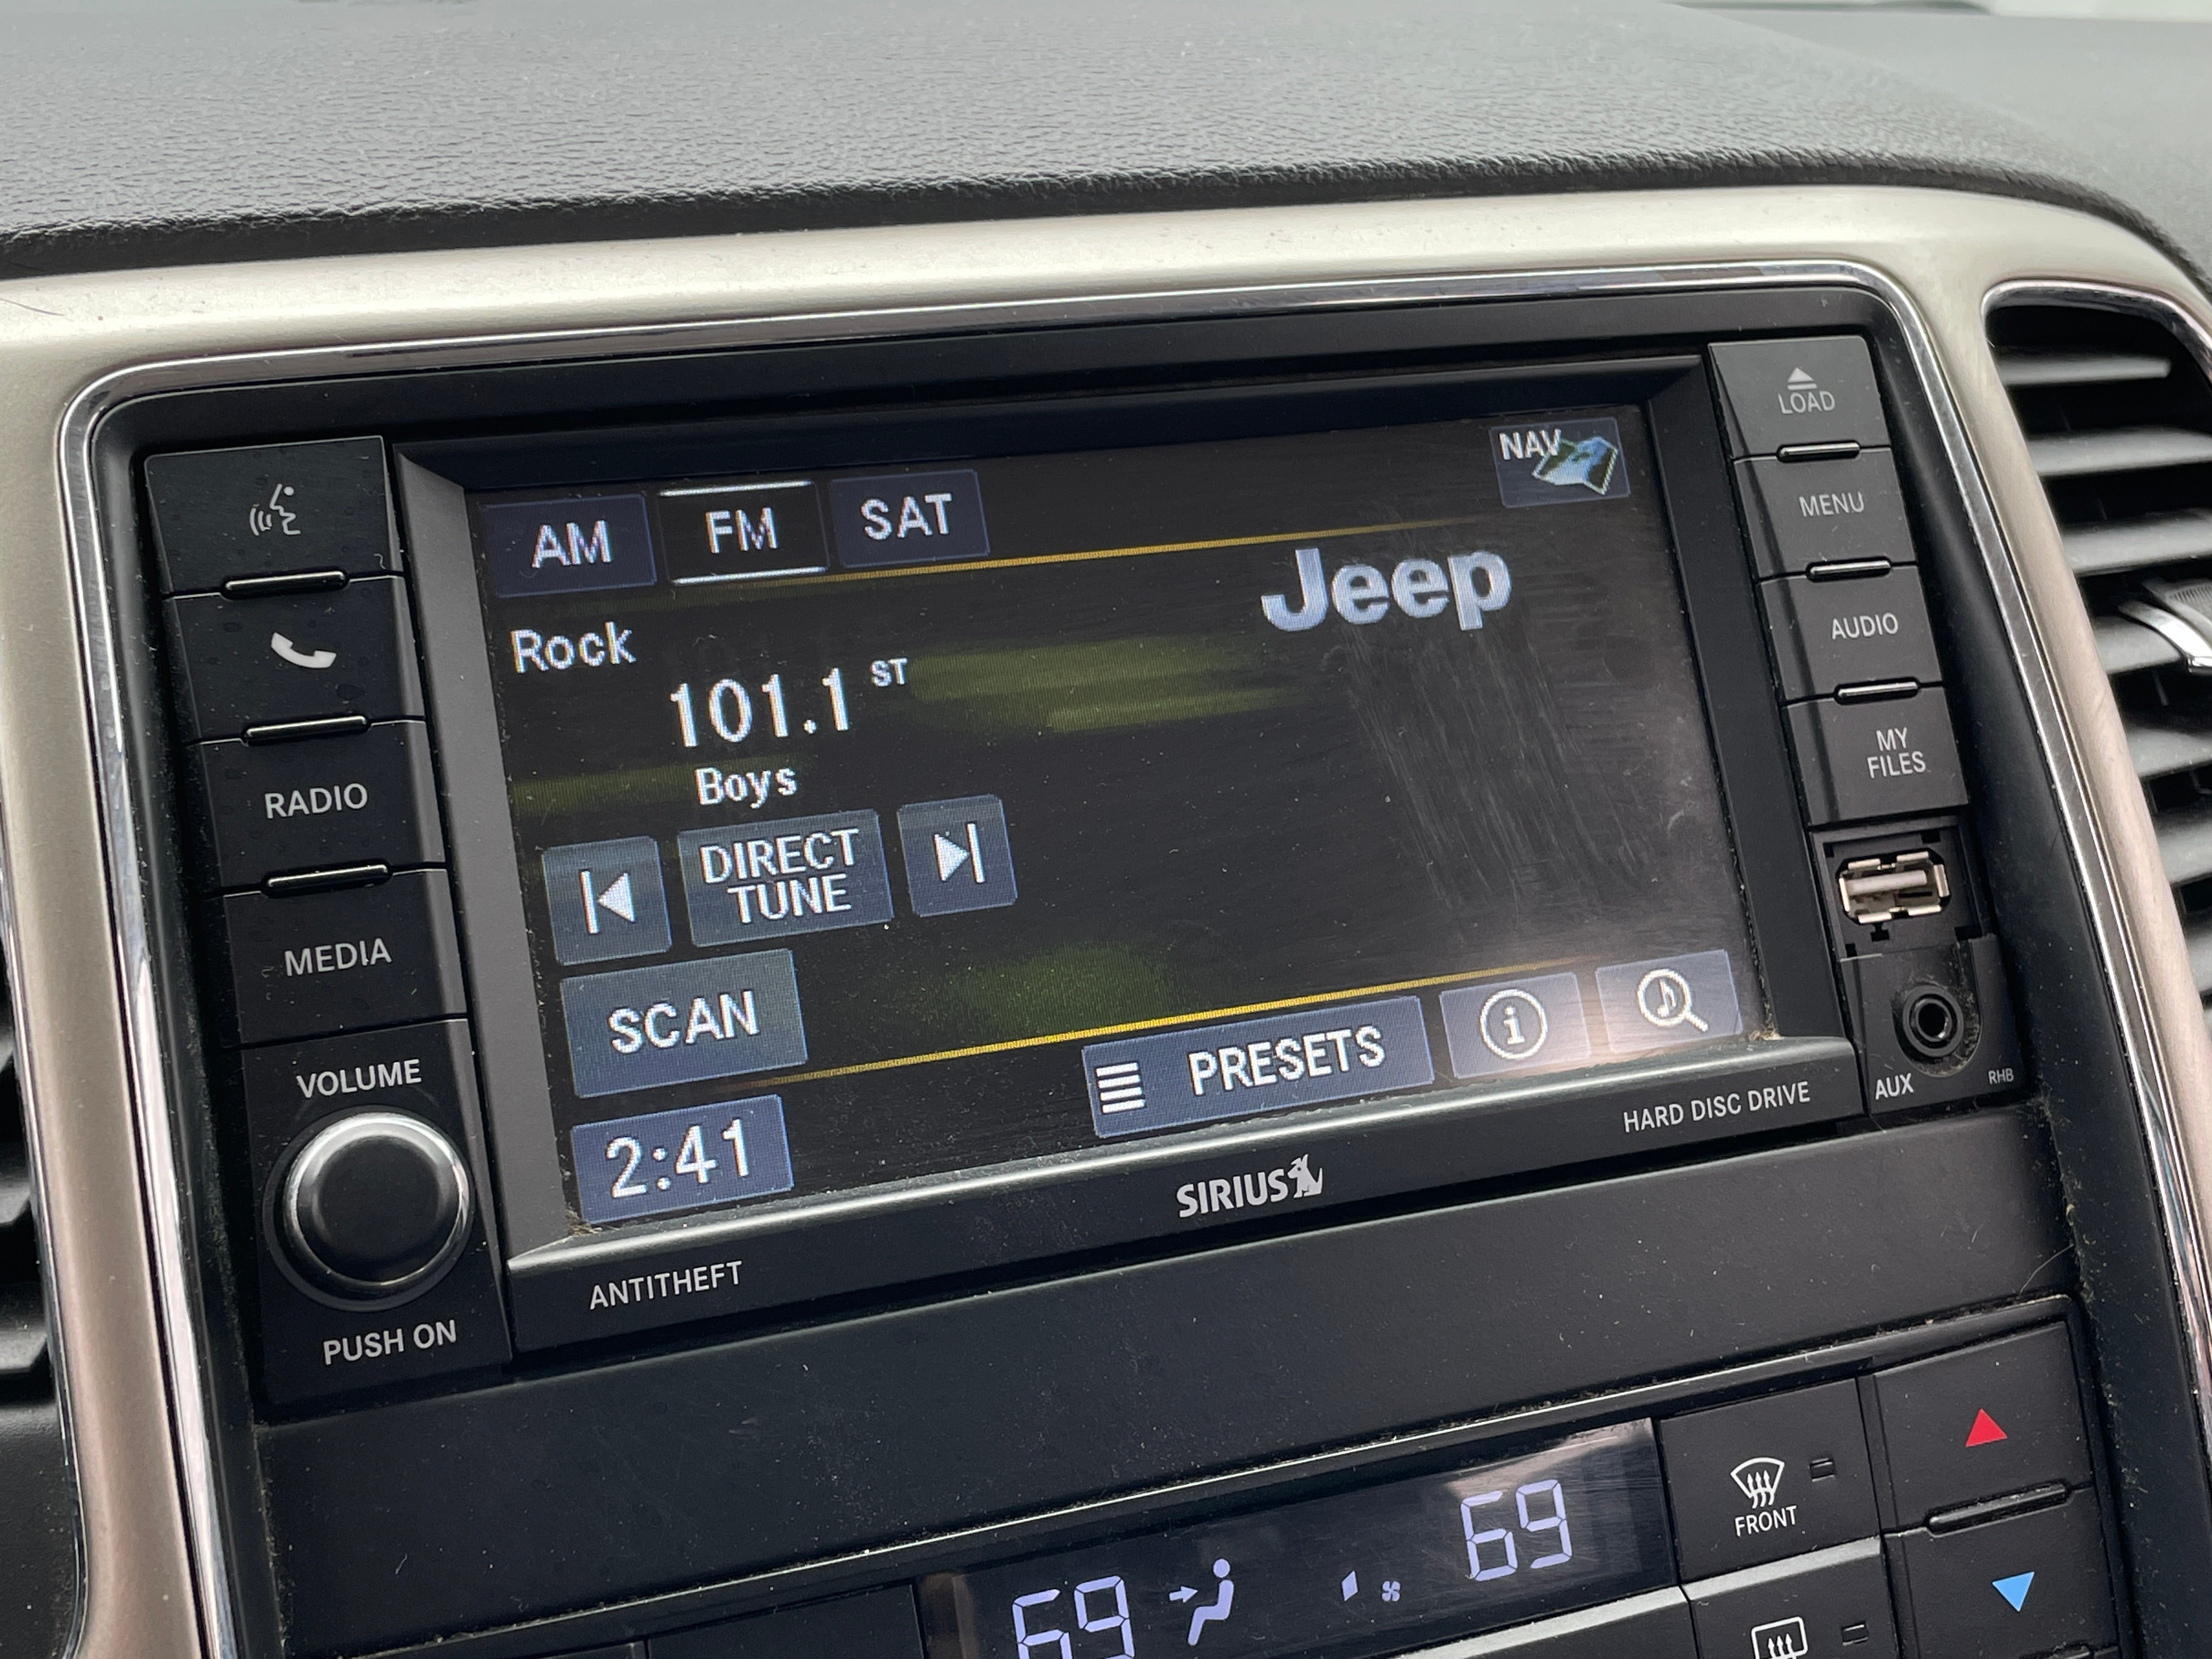 LOAD
NAV
AM FM SAT
MENU
Jeep
Rock
101.1 ST
AUDIO
Boys
RADIO
MY
FILES
DIRECT
TUNE
MEDIA
SCAN
PRESETS
VOLUME
2:41
HARD DISC DRIVE
AUX
RHB
SIRIUS
ANTITHEFT
PUSH ON
69
FRONT
69